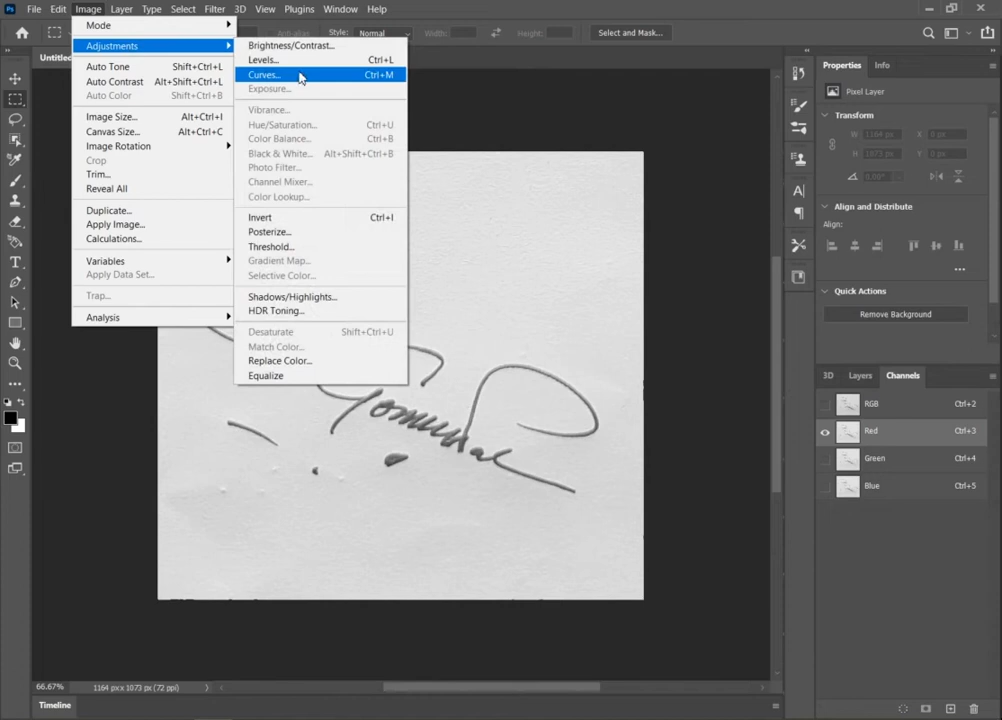 File Edit Image Layer Type Select Filter 3D View Plugins Window Help
Anti-alias Style: Normal Width: Height: Select and Mask...
Untitled
Mode
Adjustments
Auto Tone Shift+Ctrl+L
Auto Contrast Alt+Shift+Ctrl+L
Auto Color Shift+Ctrl+B
Image Size... Alt+Ctrl+I
Canvas Size... Alt+Ctrl+C
Image Rotation
Crop
Trim...
Reveal All
Duplicate...
Apply Image...
Calculations...
Variables
Apply Data Set...
Trap...
Analysis
Brightness/Contrast...
Levels... Ctrl+L
Curves... Ctrl+M
Exposure...
Vibrance...
Hue/Saturation... Ctrl+U
Color Balance... Ctrl+B
Black & White... Alt+Shift+Ctrl+B
Photo Filter...
Channel Mixer...
Color Lookup...
Invert Ctrl+I
Posterize...
Threshold...
Gradient Map...
Selective Color...
Shadows/Highlights...
HDR Toning...
Desaturate Shift+Ctrl+U
Match Color...
Replace Color...
Equalize
Properties Info
Pixel Layer
Transform
W 1164 px X 0 px
H 1073 px Y 0 px
0.00°
Align and Distribute
Align:
Quick Actions
Remove Background
3D Layers Channels
RGB Ctrl+2
Red Ctrl+3
Green Ctrl+4
Blue Ctrl+5
66.67% 1164 px x 1073 px (72 ppi)
Timeline